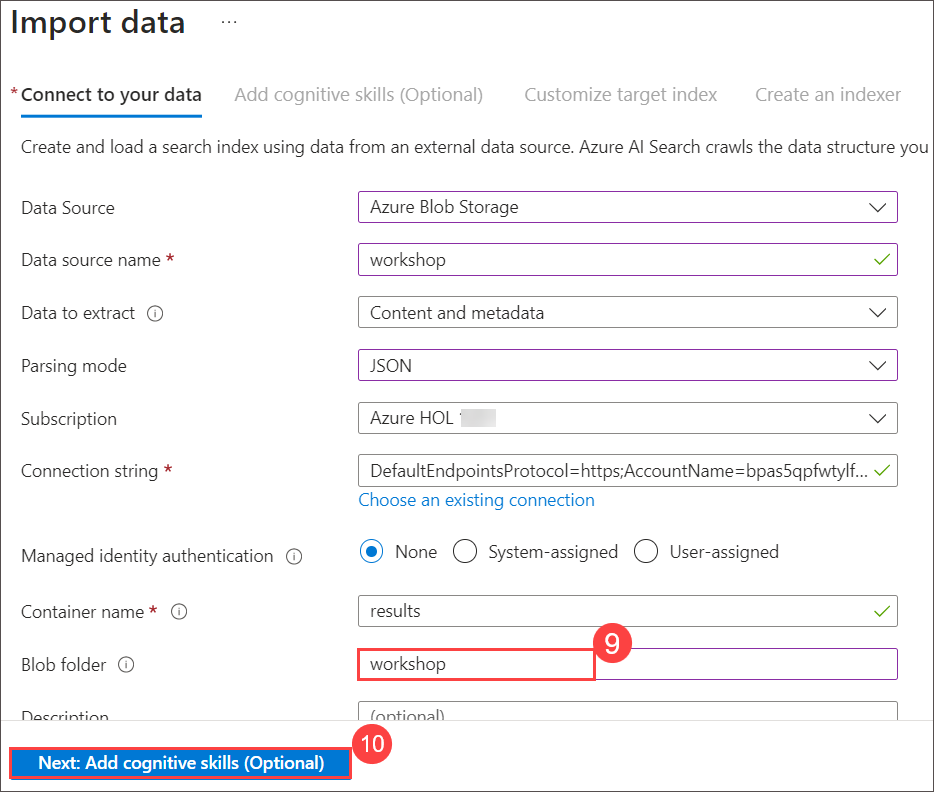 Import data ...
* Connect to your data Add cognitive skills (Optional) Customize target index Create an indexer
Create and load a search index using data from an external data source. Azure AI Search crawls the data structure you
Data Source Azure Blob Storage
Data source name * workshop
Data to extract Content and metadata
Parsing mode JSON
Subscription Azure HOL
Connection string * DefaultEndpointsProtocol=https;AccountName=bpas5qpfwtylf...
Choose an existing connection
Managed identity authentication None System-assigned User-assigned
Container name * results
9
Blob folder workshop
Description (optional)
10
Next: Add cognitive skills (Optional)